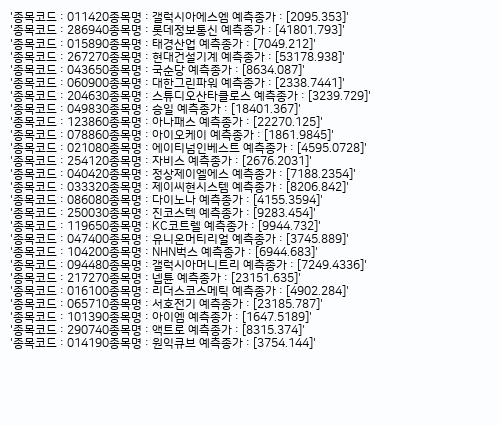 '종목코드 : 011420종목명 : 갤럭시아에스엠 예측종가 : [2095.353]'
'종목코드 : 286940종목명 : 롯데정보통신 예측종가 : [41801.793]'
'종목코드 : 015890종목명 : 태경산업 예측종가 : [7049.212]'
'종목코드 : 267270종목명 : 현대건설기계 예측종가 : [53178.938]'
'종목코드 : 043650종목명 : 국순당 예측종가 : [8634.087]'
'종목코드 : 060900종목명 : 대한그린파워 예측종가 : [2338.7441]'
'종목코드 : 204630종목명 : 스튜디오산타클로스 예측종가 : [3239.729]'
'종목코드 : 049830종목명 : 승일 예측종가 : [18401.367]'
'종목코드 : 123860종목명 : 아나패스 예측종가 : [22270.125]'
'종목코드 : 078860종목명 : 아이오케이 예측종가 : [1861.9845]'
'종목코드 : 021080종목명 : 에이티넘인베스트 예측종가 : [4595.0728]'
'종목코드 : 254120종목명 : 자비스 예측종가 : [2676.2031]'
'종목코드 : 040420종목명 : 정상제이엘에스 예측종가 : [7188.2354]'
'종목코드 : 033320종목명 : 제이씨현시스템 예측종가 : [8206.842]'
'종목코드 : 086080종목명 : 다이노나 예측종가 : [4155.3594]'
'종목코드 : 250030종목명 : 진코스텍 예측종가 : [9283.454]'
'종목코드 : 119650종목명 : KC코트렐 예측종가 : [9944.732]'
'종목코드 : 047400종목명 : 유니온머티리얼 예측종가 : [3745.889]'
'종목코드 : 104200종목명 : NHN벅스 예측종가 : [6944.683]'
'종목코드 : 094480종목명 : 갤럭시아머니트리 예측종가 : [7249.4336]'
'종목코드 : 217270종목명 : 넵튠 예측종가 : [23151.635]'
'종목코드 : 016100종목명 : 리더스코스메틱 예측종가 : [4902.284]'
'종목코드 : 065710종목명 : 서호전기 예측종가 : [23185.787]'
'종목코드 : 101390종목명 : 아이엠 예측종가 : [1647.5189]'
'종목코드 : 290740종목명 : 액트로 예측종가 : [8315.374]'
'종목코드 : 014190종목명 : 원익큐브 예측종가 : [3754.144]'